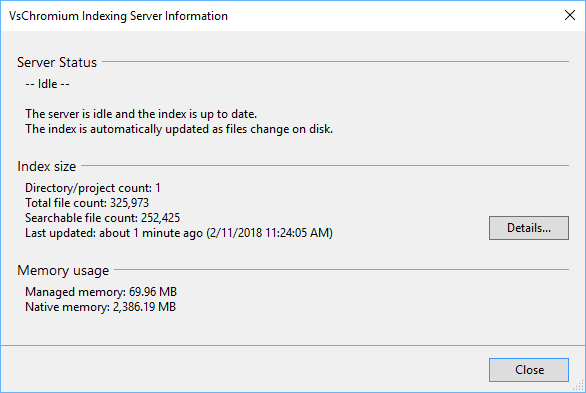 VsChromium Indexing Server Information
Server Status
-- Idle --
The server is idle and the index is up to date.
The index is automatically updated as files change on disk.
Index size
Directory/project count: 1
Total file count: 325,973
Searchable file count: 252,425
Last updated: about 1 minute ago (2/11/2018 11:24:05 AM)
Details...
Memory usage
Managed memory: 69.96 MB
Native memory: 2,386.19 MB
Close